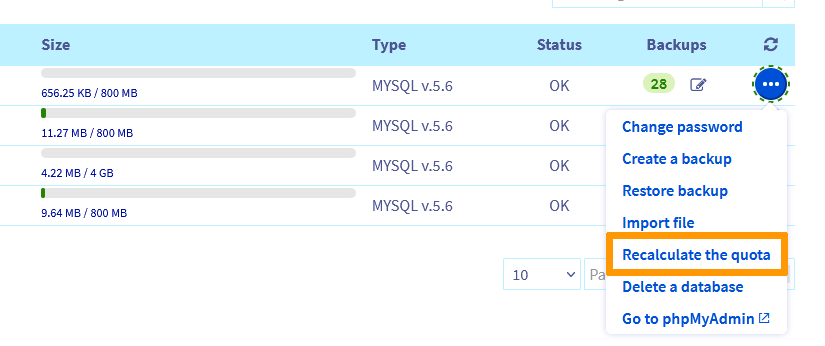 Size Type Status Backups
656.25 KB / 800 MB MYSQL v.5.6 OK 28
11.27 MB / 800 MB MYSQL v.5.6 OK
4.22 MB / 4 GB MYSQL v.5.6 OK
9.64 MB / 800 MB MYSQL v.5.6 OK
Change password
Create a backup
Restore backup
Import file
Recalculate the quota
Delete a database
Go to phpMyAdmin
10